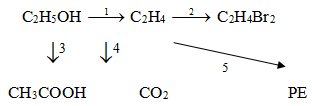 C₂H₅OH —1→ C₂H₄ —2→ C₂H₄Br₂
↓3 ↓4 5
CH₃COOH CO₂ PE